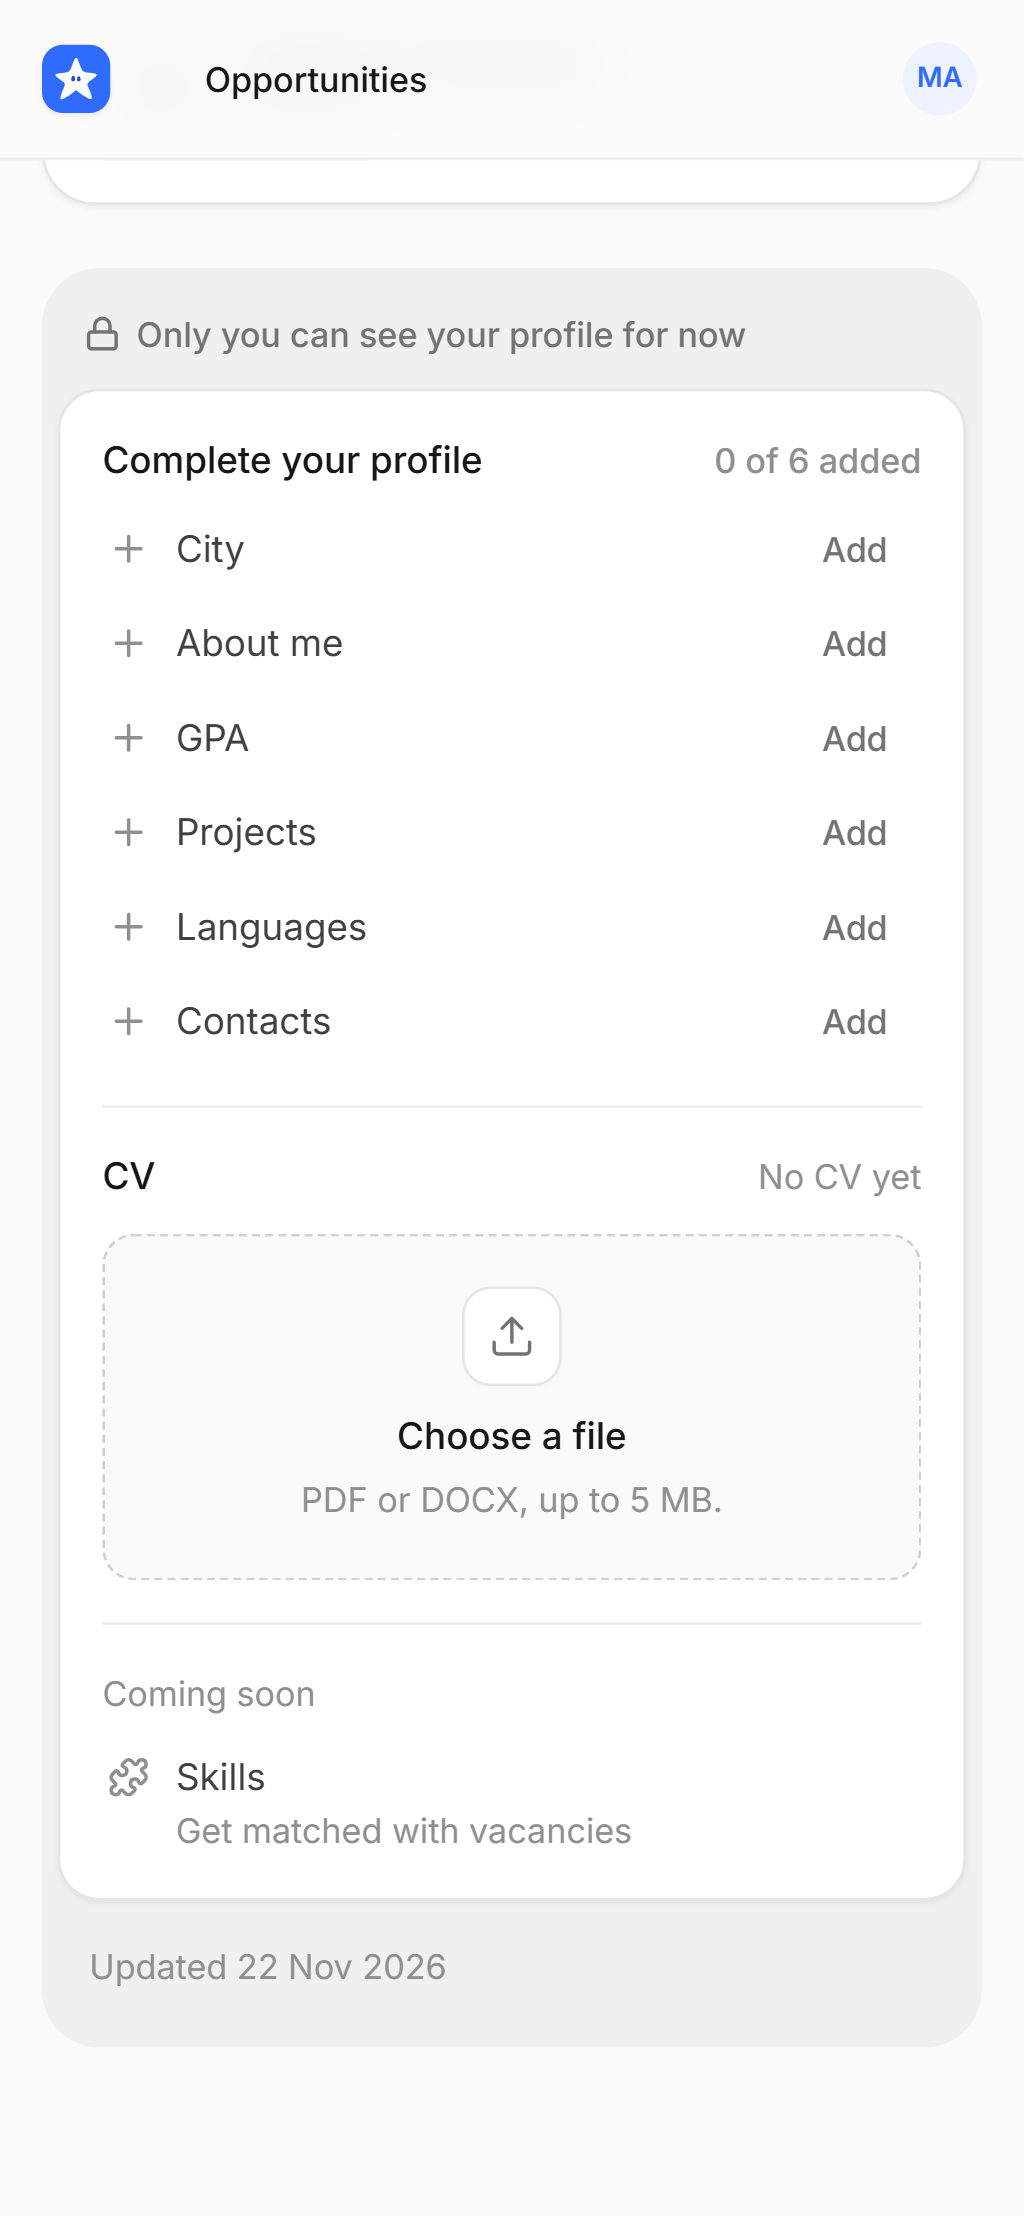 Opportunities
MA
Only you can see your profile for now
Complete your profile
0 of 6 added
City
Add
About me
Add
GPA
Add
Projects
Add
Languages
Add
Contacts
Add
CV
No CV yet
Choose a file
PDF or DOCX, up to 5 MB.
Coming soon
Skills
Get matched with vacancies
Updated 22 Nov 2026